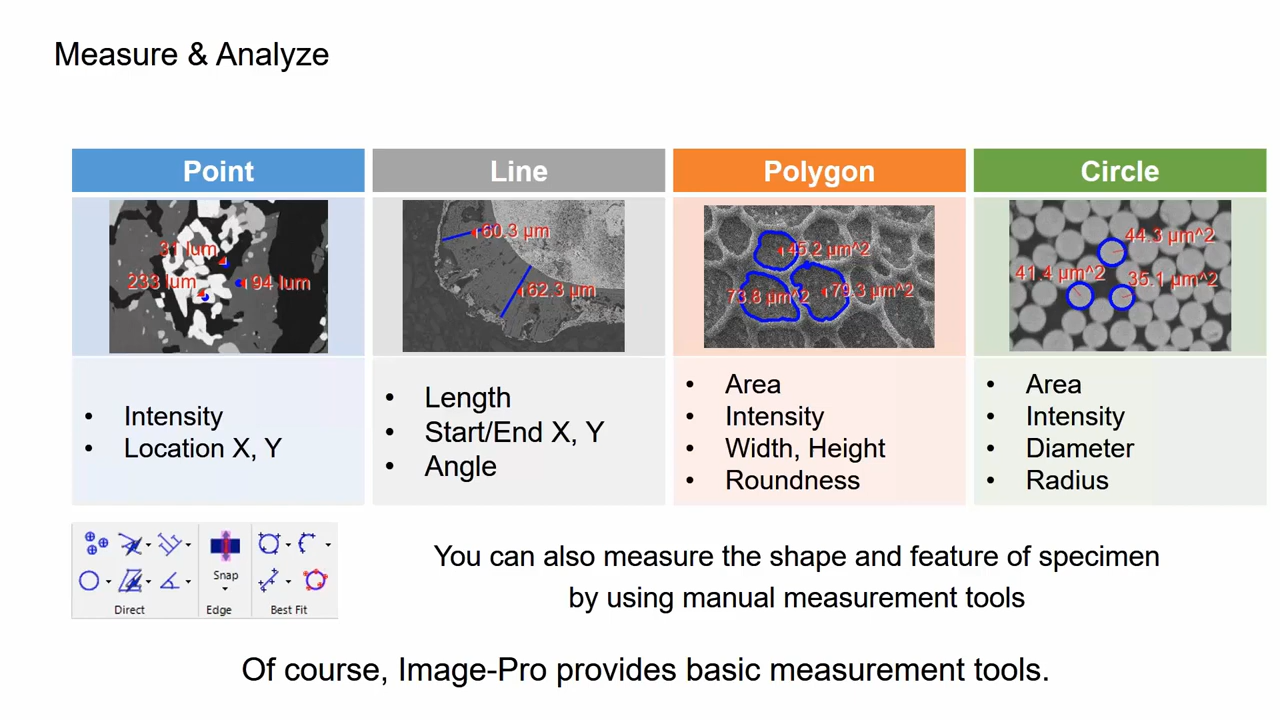 Measure & Analyze
Point
Line
Polygon
Circle
31 lum
233 lum
94 lum
60.3 µm
62.3 µm
45.2 µm^2
73.8 µm^2
79.3 µm^2
44.3 µm^2
41.4 µm^2
35.1 µm^2
• Intensity
• Location X, Y
• Length
• Start/End X, Y
• Angle
• Area
• Intensity
• Width, Height
• Roundness
• Area
• Intensity
• Diameter
• Radius
Snap
Direct
Edge
Best Fit
You can also measure the shape and feature of specimen
by using manual measurement tools
Of course, Image-Pro provides basic measurement tools.